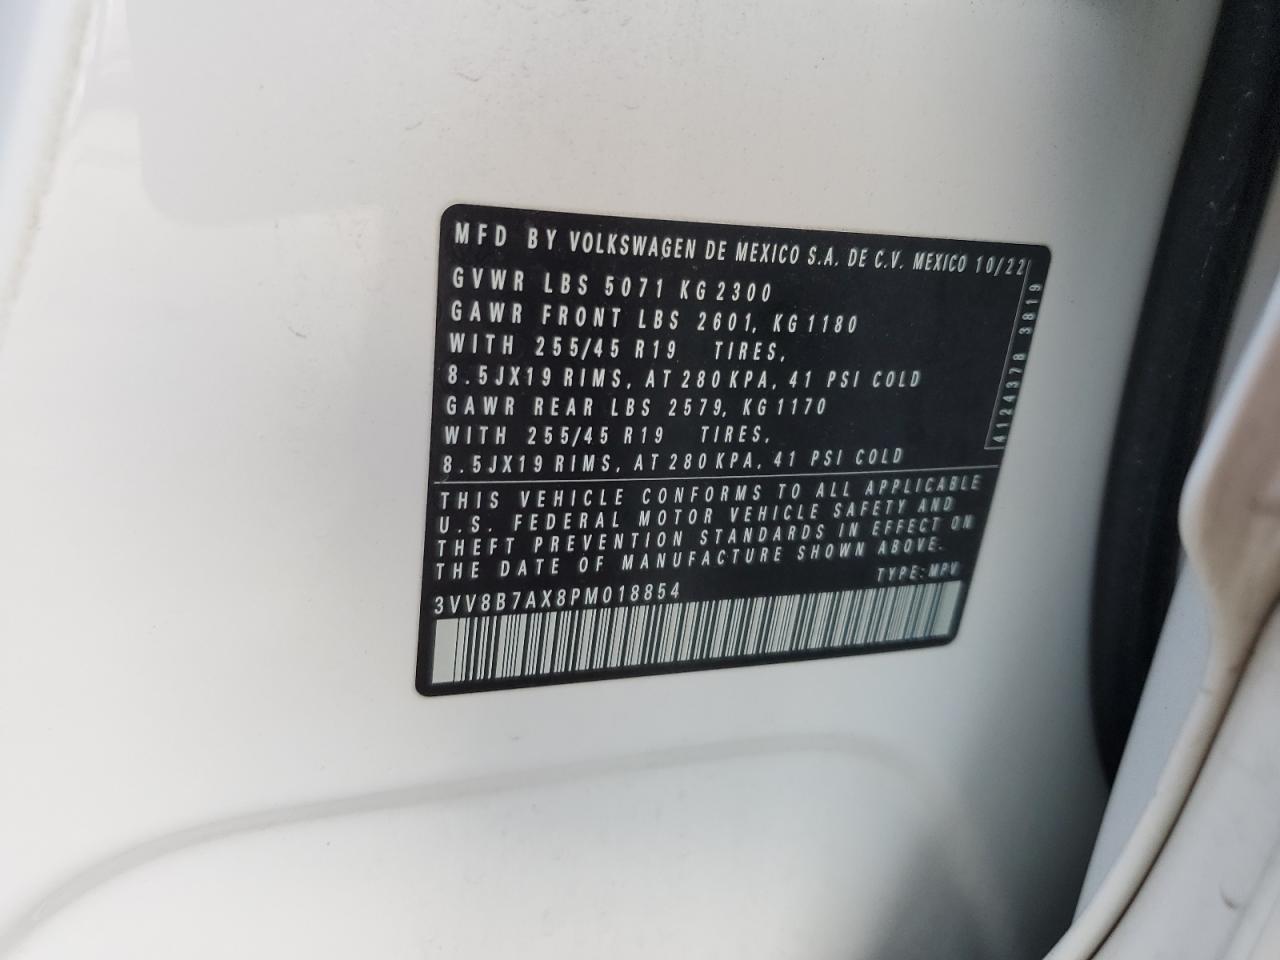 MFD BY VOLKSWAGEN DE MEXICO S.A. DE C.V. MEXICO 10/22
GVWR LBS 5071 KG 2300
GAWR FRONT LBS 2601, KG 1180
WITH 255/45 R19 TIRES,
8.5JX19 RIMS, AT 280 KPA, 41 PSI COLD
GAWR REAR LBS 2579, KG 1170
WITH 255/45 R19 TIRES,
8.5JX19 RIMS, AT 280 KPA, 41 PSI COLD
4124378 3819
THIS VEHICLE CONFORMS TO ALL APPLICABLE
U.S. FEDERAL MOTOR VEHICLE SAFETY AND
THEFT PREVENTION STANDARDS IN EFFECT ON
THE DATE OF MANUFACTURE SHOWN ABOVE.
TYPE: MPV
3VV8B7AX8PM018854